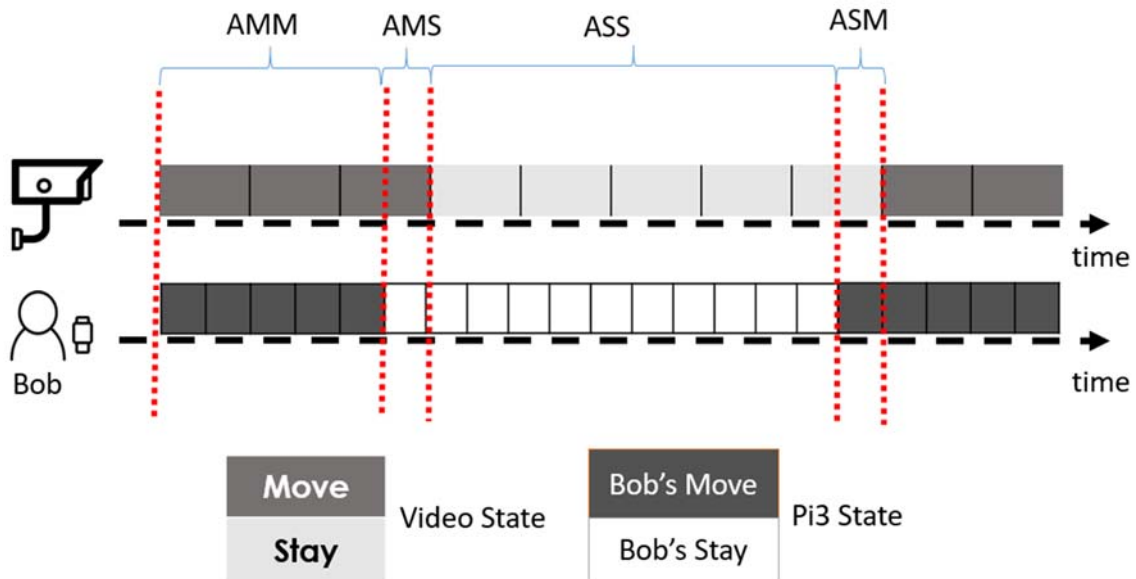 AMM AMS ASS ASM
time
Bob
time
Move
Stay
Video State
Bob's Move
Bob's Stay
Pi3 State